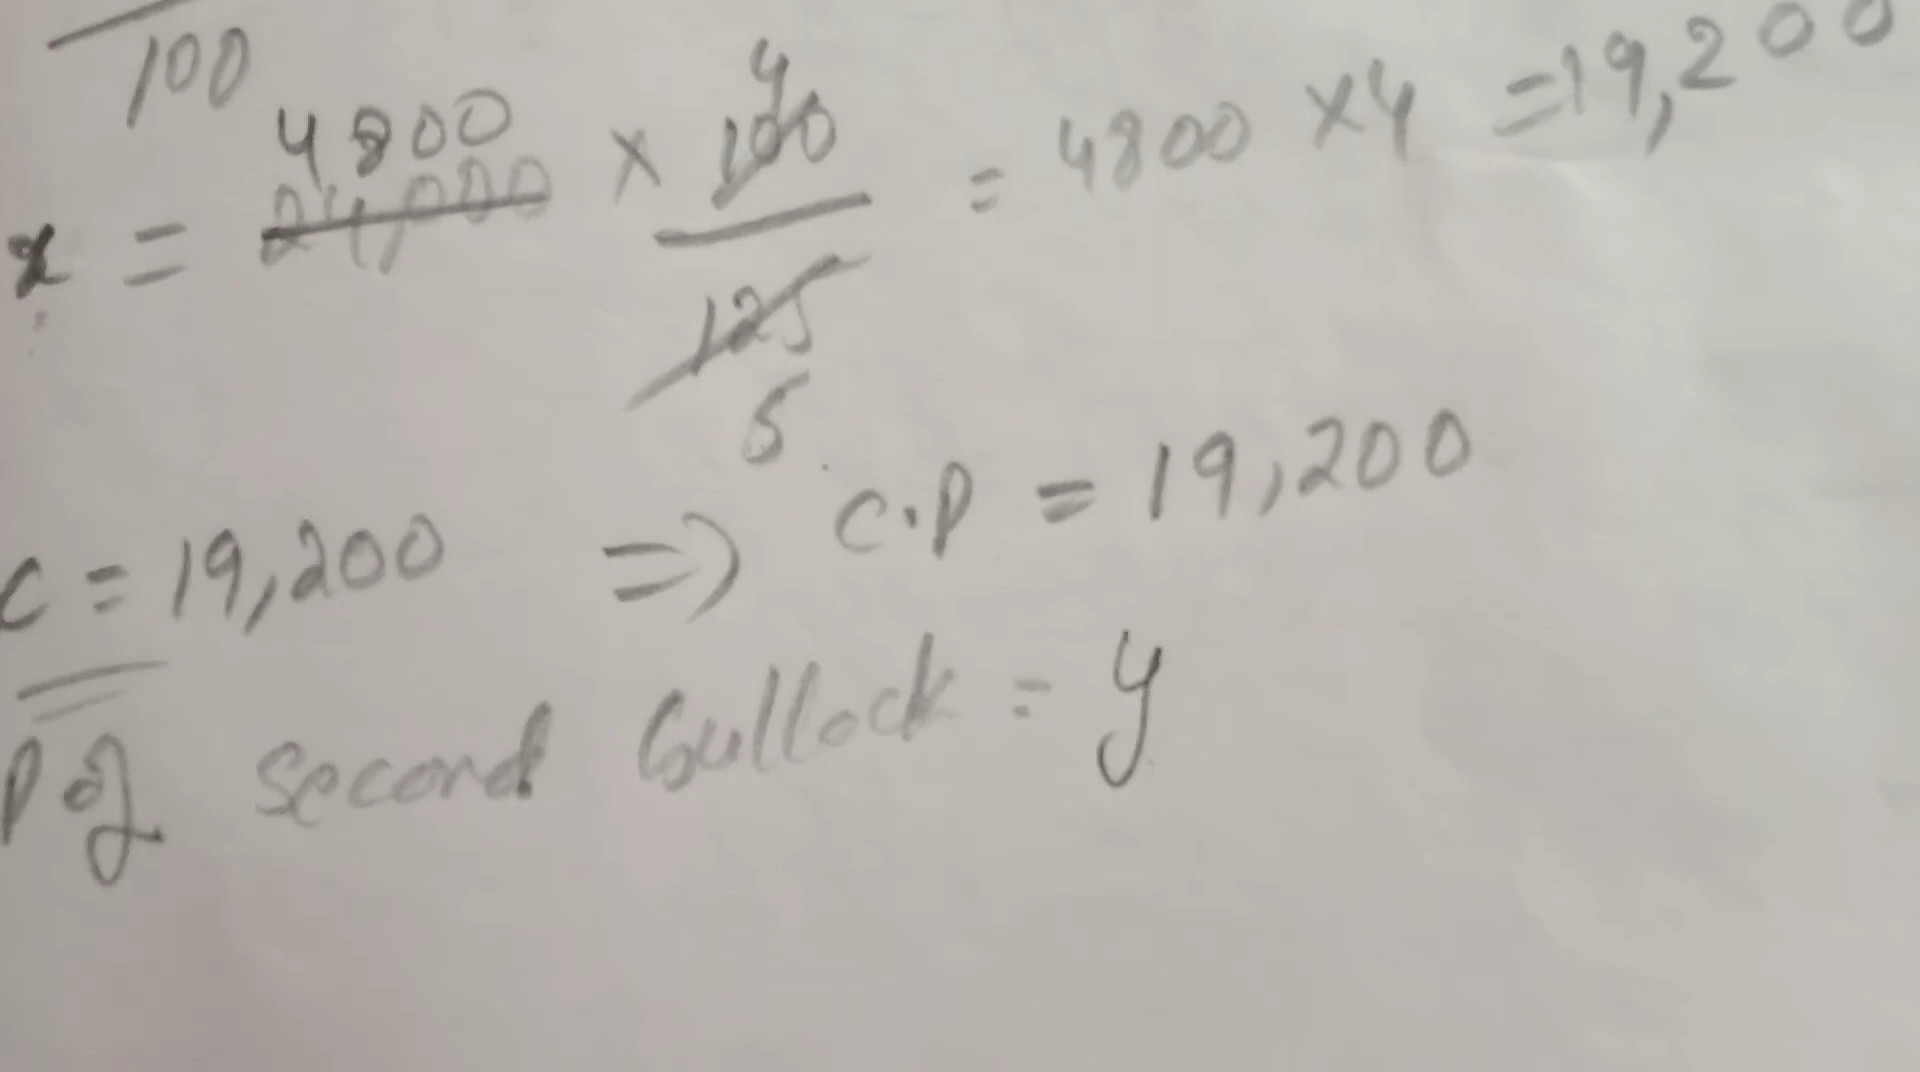 100
4800 4
x = 24,000 × 100 = 4800 × 4 = 19,200
125
5
C = 19,200 => C.P = 19,200
P of second bullock = y